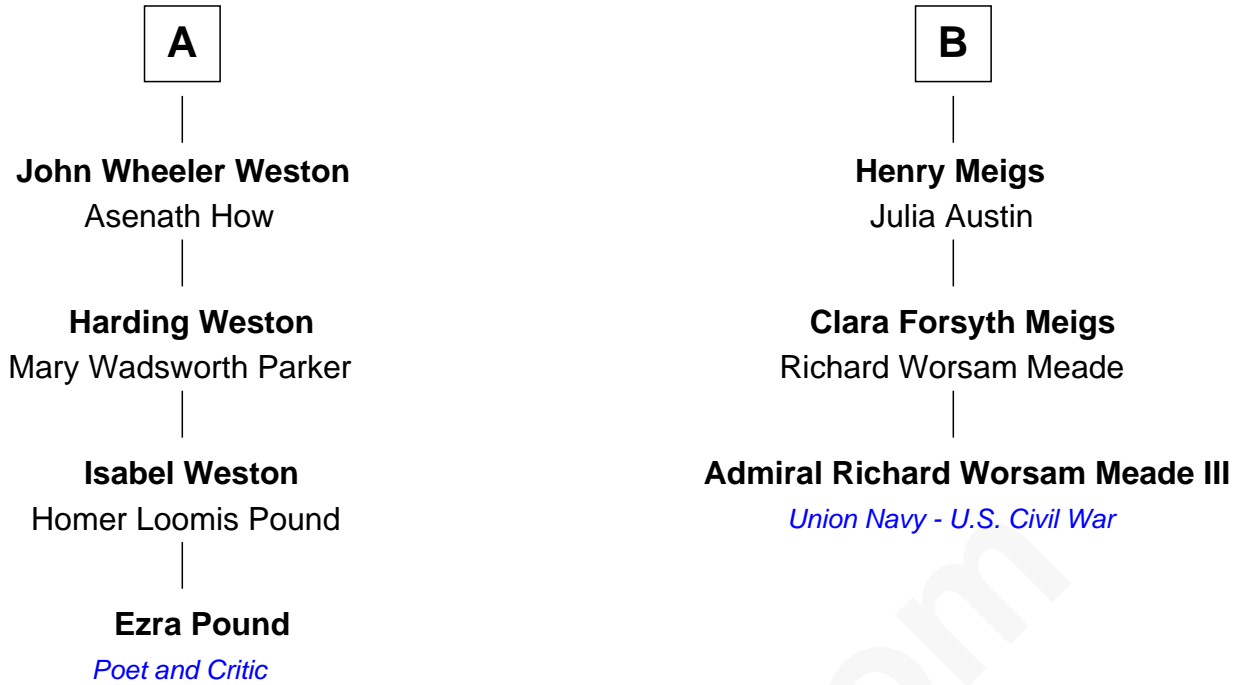 A
John Wheeler Weston
Asenath How
Harding Weston
Mary Wadsworth Parker
Isabel Weston
Homer Loomis Pound
Ezra Pound
Poet and Critic
B
Henry Meigs
Julia Austin
Clara Forsyth Meigs
Richard Worsam Meade
Admiral Richard Worsam Meade III
Union Navy - U.S. Civil War
om